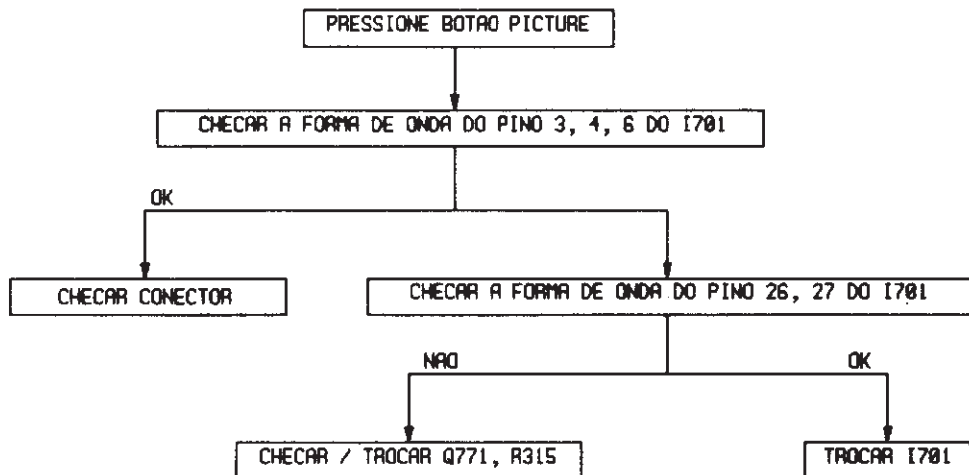 PRESSIONE BOTAO PICTURE
CHECAR A FORMA DE ONDA DO PINO 3, 4, 6 DO I701
OK
CHECAR CONECTOR
CHECAR A FORMA DE ONDA DO PINO 26, 27 DO I701
NAO
OK
CHECAR / TROCAR Q771, R315
TROCAR I701